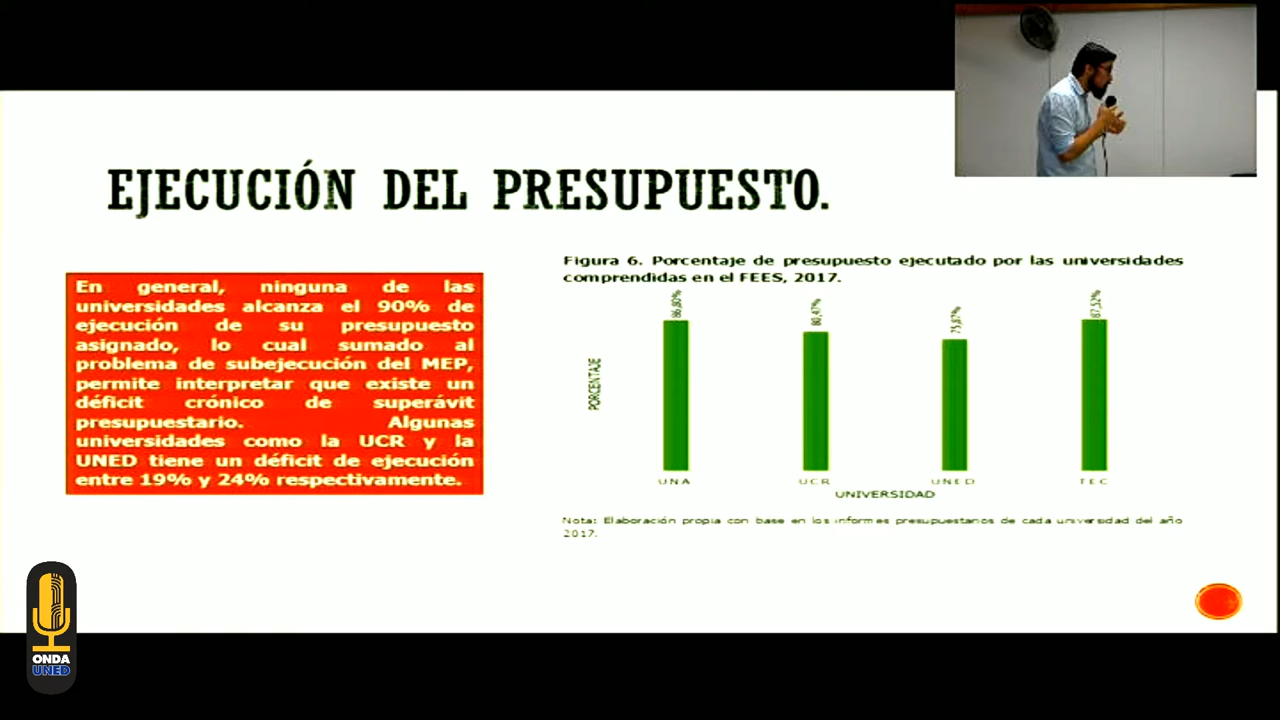 EJECUCIÓN DEL PRESUPUESTO.
En general, ninguna de las
universidades alcanza el 90% de
ejecución de su presupuesto
asignado, lo cual sumado al
problema de subejecución del MEP,
permite interpretar que existe un
déficit crónico de superávit
presupuestario. Algunas
universidades como la UCR y la
UNED tiene un déficit de ejecución
entre 19% y 24% respectivamente.
Figura 6. Porcentaje de presupuesto ejecutado por las universidades
comprendidas en el FEES, 2017.
PORCENTAJE
86,80%
80,47%
75,87%
87,52%
UNA
UCR
UNED
TEC
UNIVERSIDAD
Nota: Elaboración propia con base en los informes presupuestarios de cada universidad del año
2017.
ONDA
UNED